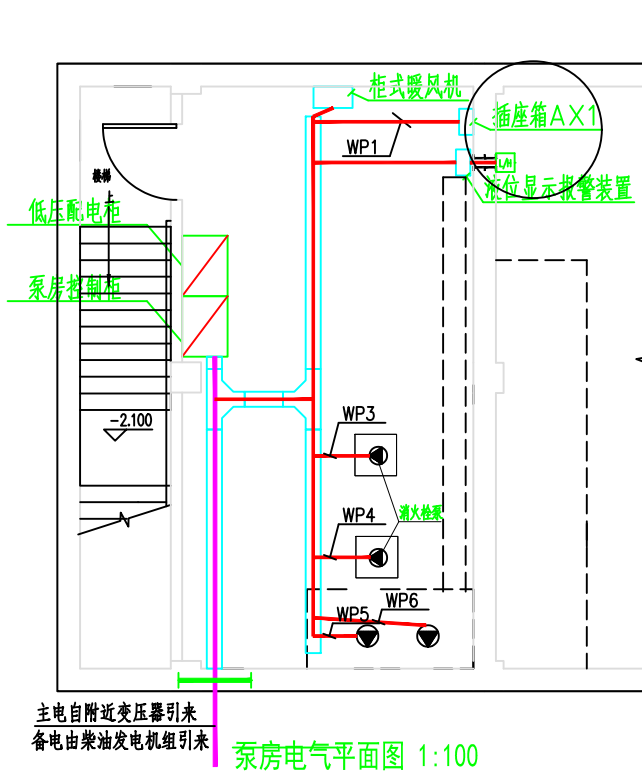 柜式暖风机
插座箱AX1
WP1
液位显示报警装置
楼梯
上
低压配电柜
泵房控制柜
-2.100
WP3
WP4
消火栓泵
WP6
WP5
主电自附近变压器引来
备电由柴油发电机组引来
泵房电气平面图 1:100